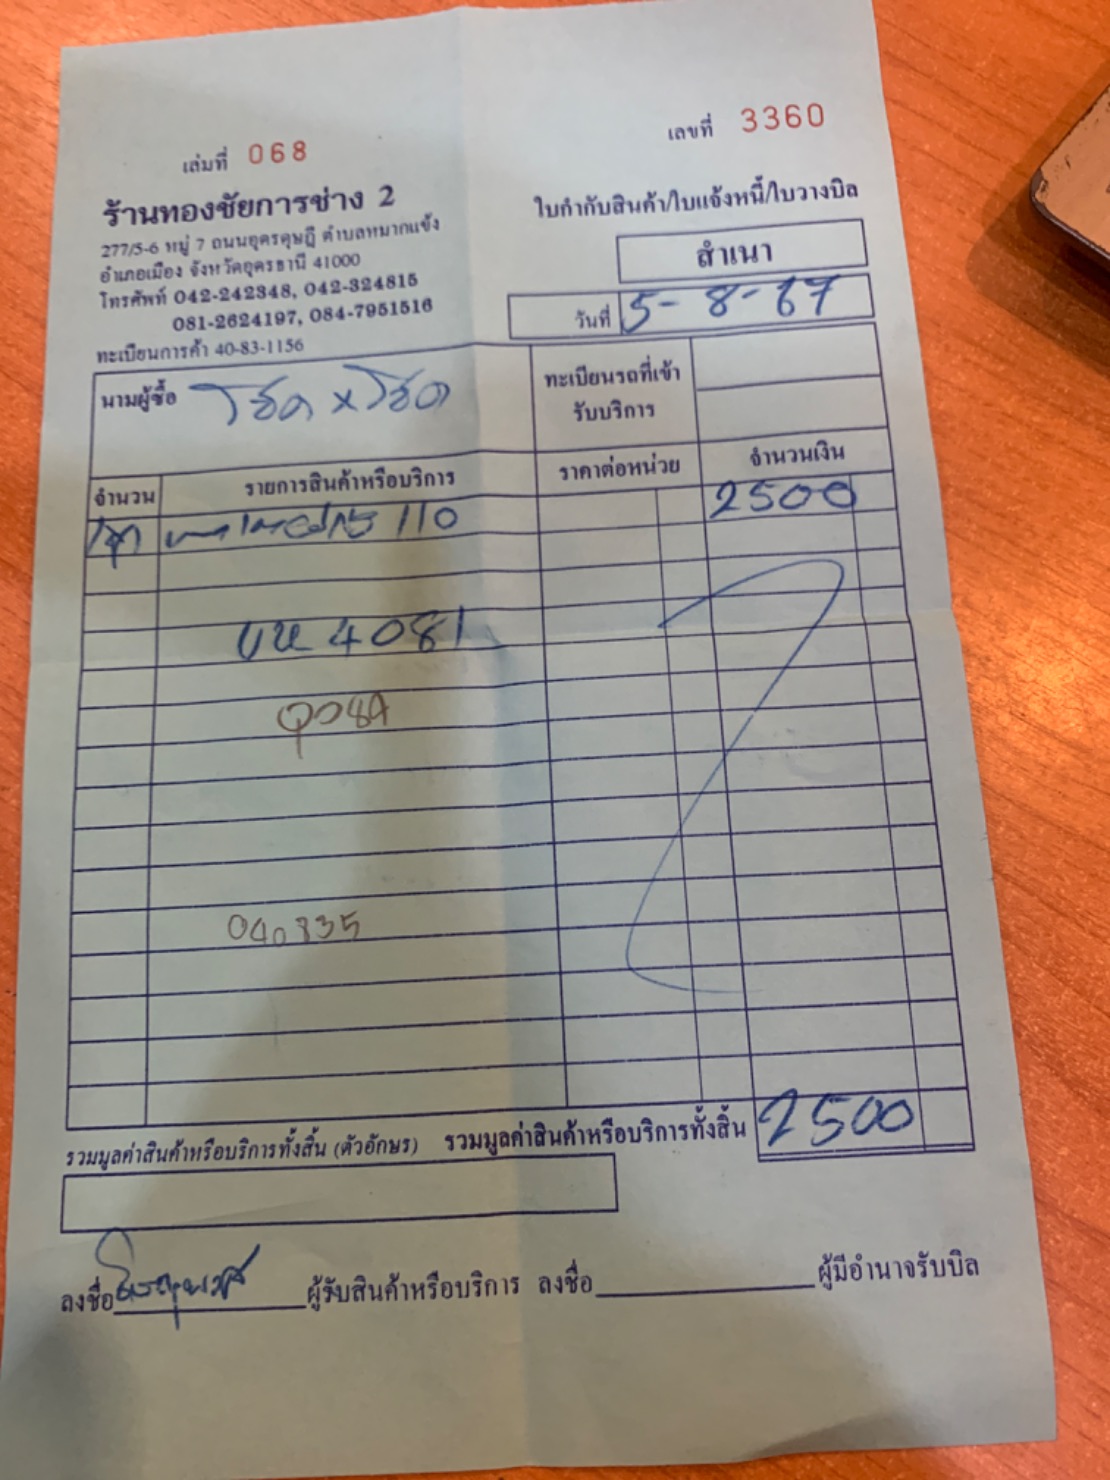 เล่มที่ 068
เลขที่ 3360
ร้านทองชัยการช่าง 2
277/5-6 หมู่ 7 ถนนอุดรดุษฎี ตำบลหมากแข้ง
อำเภอเมือง จังหวัดอุดรธานี 41000
โทรศัพท์ 042-242348, 042-324815
081-2624197, 084-7951516
ทะเบียนการค้า 40-83-1156
ใบกำกับสินค้า/ใบแจ้งหนี้/ใบวางบิล
สำเนา
วันที่ 5-8-67
นามผู้ซื้อ โชค x โชค
ทะเบียนรถที่เข้า
รับบริการ
จำนวน รายการสินค้าหรือบริการ ราคาต่อหน่วย จำนวนเงิน
110 2500
บห 4081
040835
รวมมูลค่าสินค้าหรือบริการทั้งสิ้น (ตัวอักษร) รวมมูลค่าสินค้าหรือบริการทั้งสิ้น 2500
ลงชื่อ ผู้รับสินค้าหรือบริการ ลงชื่อ ผู้มีอำนาจรับบิล